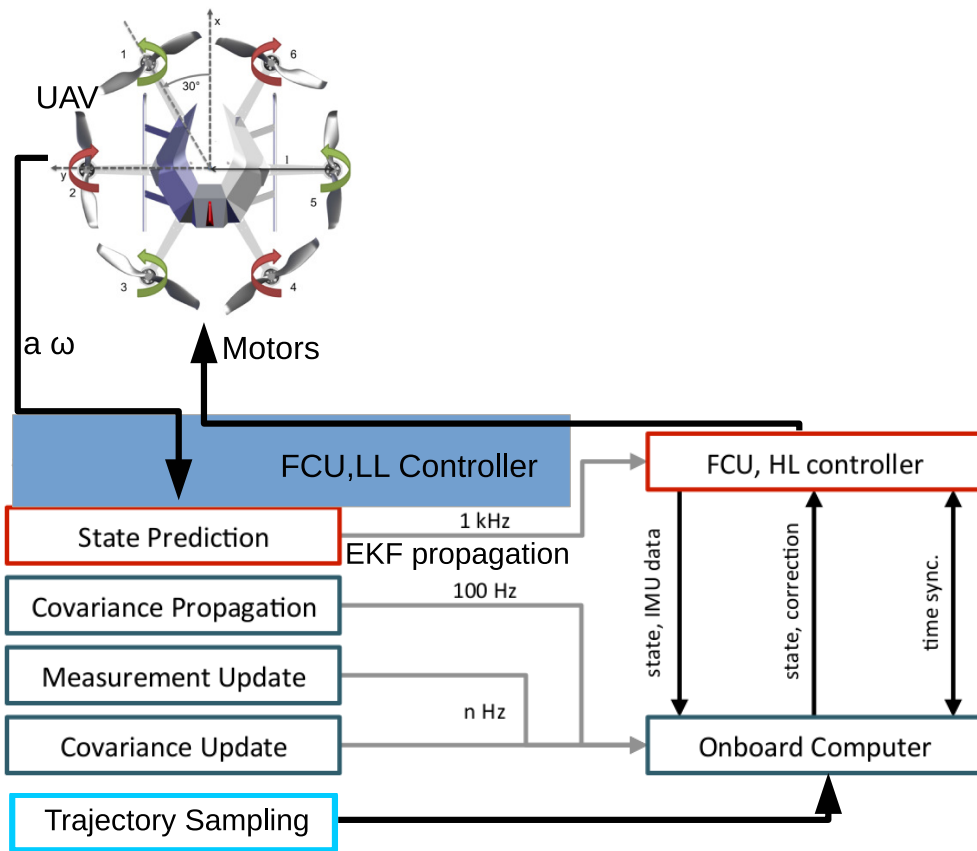 x
1
6
30°
UAV
y
l
2
5
3
4
a ω
Motors
FCU,LL Controller
FCU, HL controller
State Prediction
1 kHz
EKF propagation
Covariance Propagation
100 Hz
state, IMU data
state, correction
time sync.
Measurement Update
n Hz
Covariance Update
Onboard Computer
Trajectory Sampling